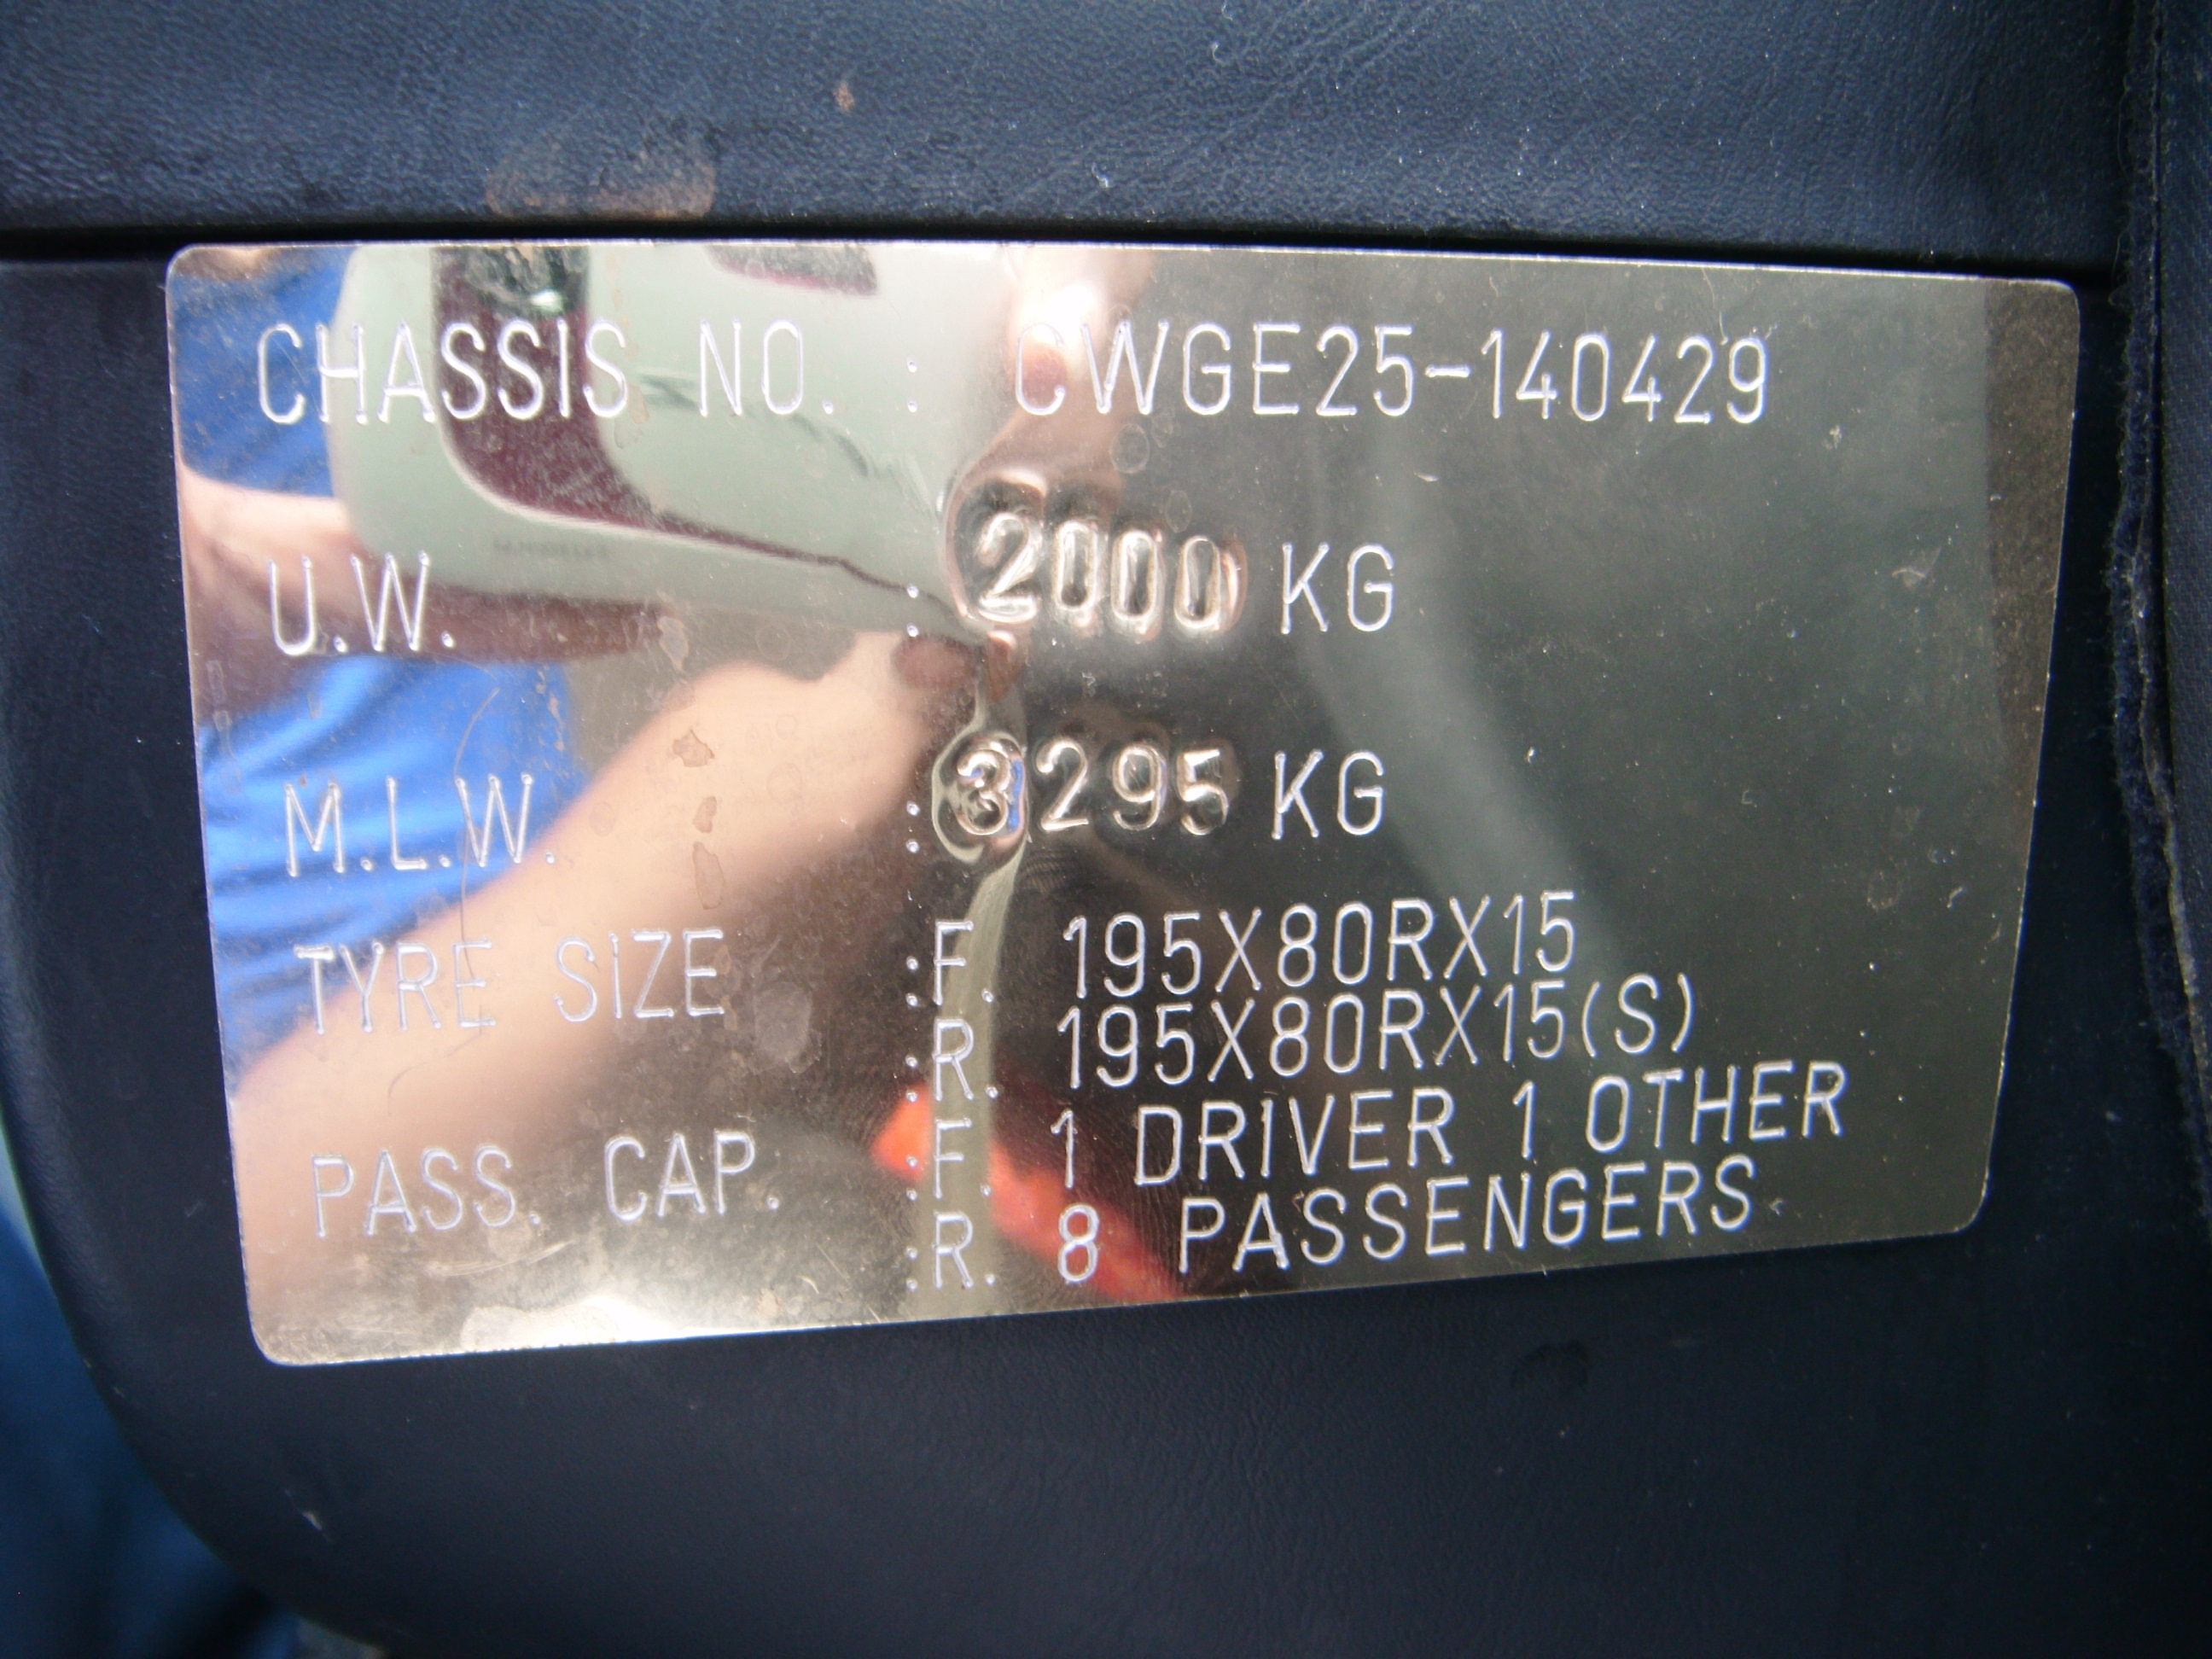 CHASSIS NO. : CWGE25-140429
U.W. : 2000 KG
M.L.W. : 3295 KG
TYRE SIZE :F. 195X80RX15
:R. 195X80RX15(S)
PASS. CAP. :F. 1 DRIVER 1 OTHER
:R. 8 PASSENGERS